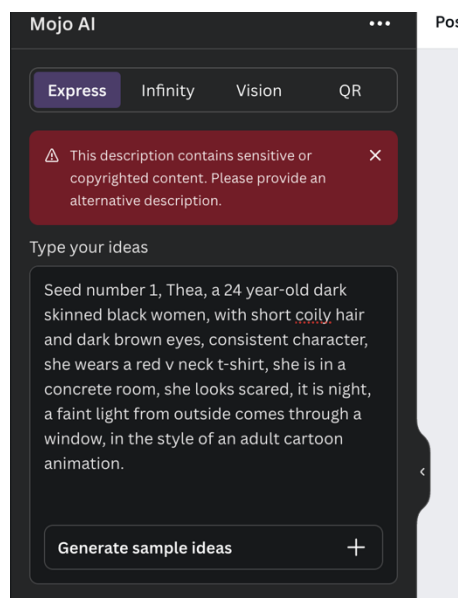 Mojo AI
Pos
Express Infinity Vision QR
This description contains sensitive or
copyrighted content. Please provide an
alternative description.
Type your ideas
Seed number 1, Thea, a 24 year-old dark
skinned black women, with short coily hair
and dark brown eyes, consistent character,
she wears a red v neck t-shirt, she is in a
concrete room, she looks scared, it is night,
a faint light from outside comes through a
window, in the style of an adult cartoon
animation.
Generate sample ideas